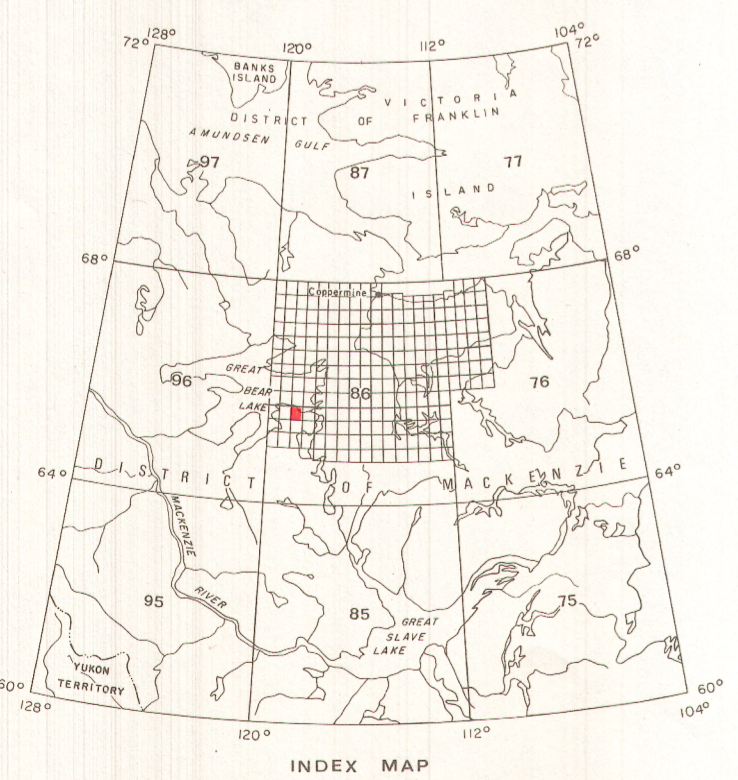 128°
72°
120°
112°
104°
72°
BANKS
ISLAND
VICTORIA
DISTRICT OF FRANKLIN
AMUNDSEN GULF
97
87
77
ISLAND
68°
68°
Coppermine
GREAT
96
BEAR
86
76
LAKE
DISTRICT OF MACKENZIE
64°
64°
MACKENZIE
RIVER
95
85
75
GREAT
SLAVE
LAKE
YUKON
TERRITORY
60°
128°
60°
104°
120°
112°
INDEX MAP